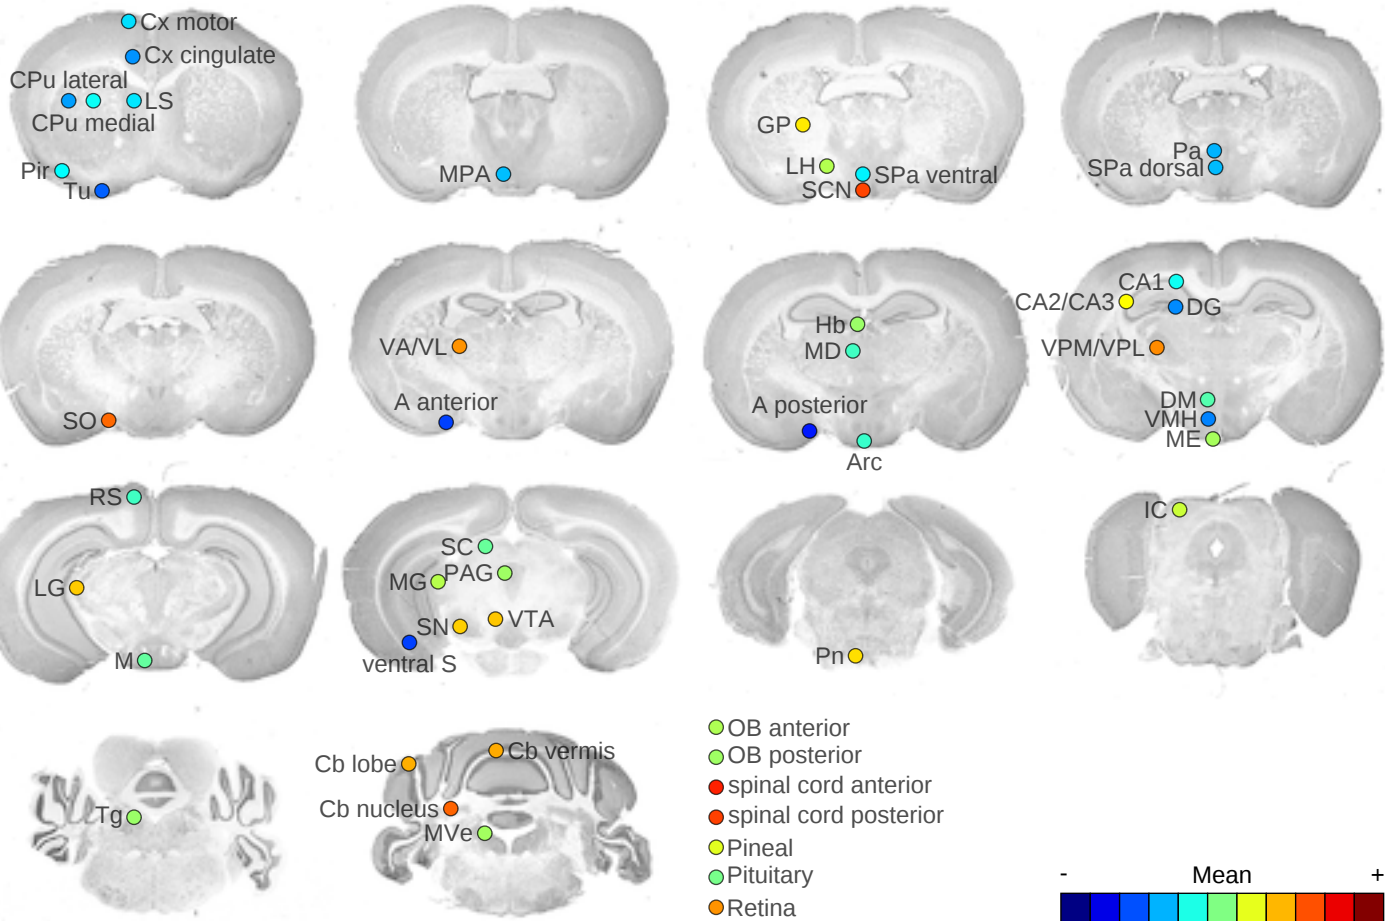 Cx motor
Cx cingulate
CPu lateral
LS
CPu medial
Pir
Tu
MPA
GP
LH
SPa ventral
SCN
Pa
SPa dorsal
SO
VA/VL
A anterior
Hb
MD
A posterior
Arc
CA1
CA2/CA3
DG
VPM/VPL
DM
VMH
ME
RS
LG
M
SC
PAG
MG
SN
VTA
ventral S
Pn
IC
Tg
Cb lobe
Cb vermis
Cb nucleus
MVe
OB anterior
OB posterior
spinal cord anterior
spinal cord posterior
Pineal
Pituitary
Retina
- Mean +